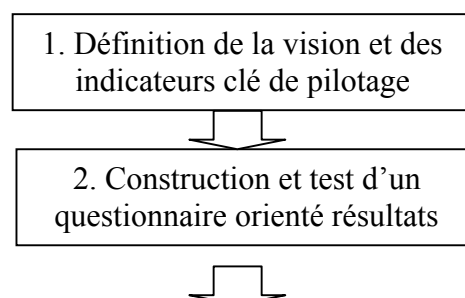 1. Définition de la vision et des
indicateurs clé de pilotage
2. Construction et test d’un
questionnaire orienté résultats